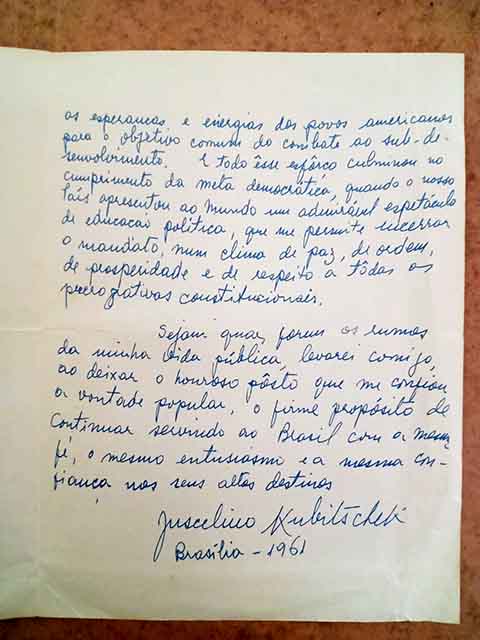 as esperancas e energias dos povos americanos
para o objetivo comum do combate ao sub-de-
senvolvimento. E todo êsse esfôrco culminou no
cumprimento da meta democrática, quando o nosso
País apresentou ao mundo um admirável espetáculo
de educação política, que me permite encerrar
o mandato, num clima de paz, de ordem,
de prosperidade e de respeito a tôdas as
prerrogativas constitucionais.
Sejam quais forem os rumos
da minha vida pública, levarei comigo,
ao deixar o honroso pôsto que me confiou
a vontade popular, o firme propósito de
continuar servindo ao Brasil com a mesma
fé, o mesmo entusiasmo e a mesma con-
fiança nos seus altos destinos
Juscelino Kubitschek
Brasília - 1961